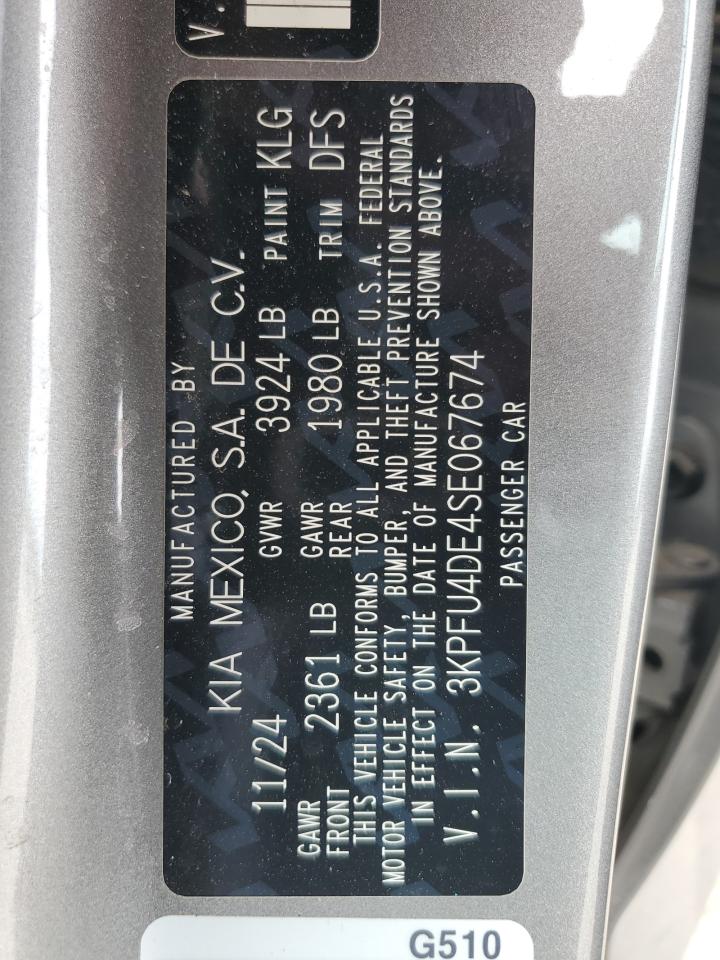 V.
MANUFACTURED BY
KIA MEXICO, S.A. DE C.V.
11/24 GVWR 3924 LB PAINT KLG
GAWR FRONT 2361 LB GAWR REAR 1980 LB TRIM DFS
THIS VEHICLE CONFORMS TO ALL APPLICABLE U.S.A. FEDERAL
MOTOR VEHICLE SAFETY, BUMPER, AND THEFT PREVENTION STANDARDS
IN EFFECT ON THE DATE OF MANUFACTURE SHOWN ABOVE.
V.I.N. 3KPFU4DE4SE067674
PASSENGER CAR
G510